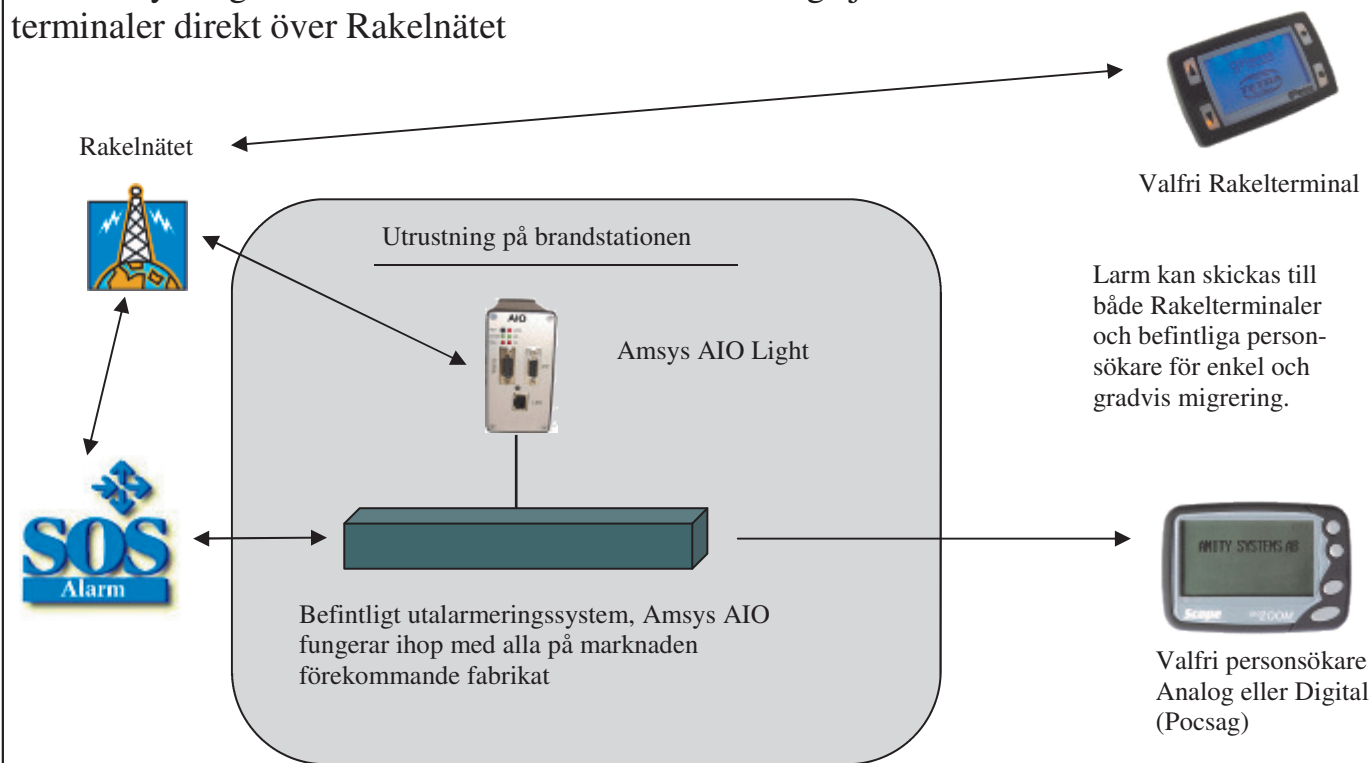 terminaler direkt över Rakelnätet
Rakelnätet
Valfri Rakelterminal
Utrustning på brandstationen
AIO
Amsys AIO Light
Larm kan skickas till
både Rakelterminaler
och befintliga person-
sökare för enkel och
gradvis migrering.
SOS
Alarm
Befintligt utalarmeringssystem, Amsys AIO
fungerar ihop med alla på marknaden
förekommande fabrikat
AMITY SYSTEMS AB
Scope
Valfri personsökare
Analog eller Digital
(Pocsag)